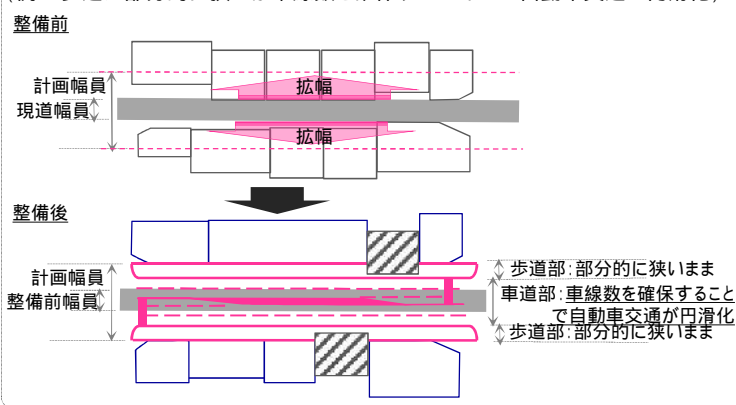 整備前
計画幅員
現道幅員
拡幅
拡幅
整備後
計画幅員
整備前幅員
歩道部:部分的に狭いまま
車道部:車線数を確保すること
で自動車交通が円滑化
歩道部:部分的に狭いまま